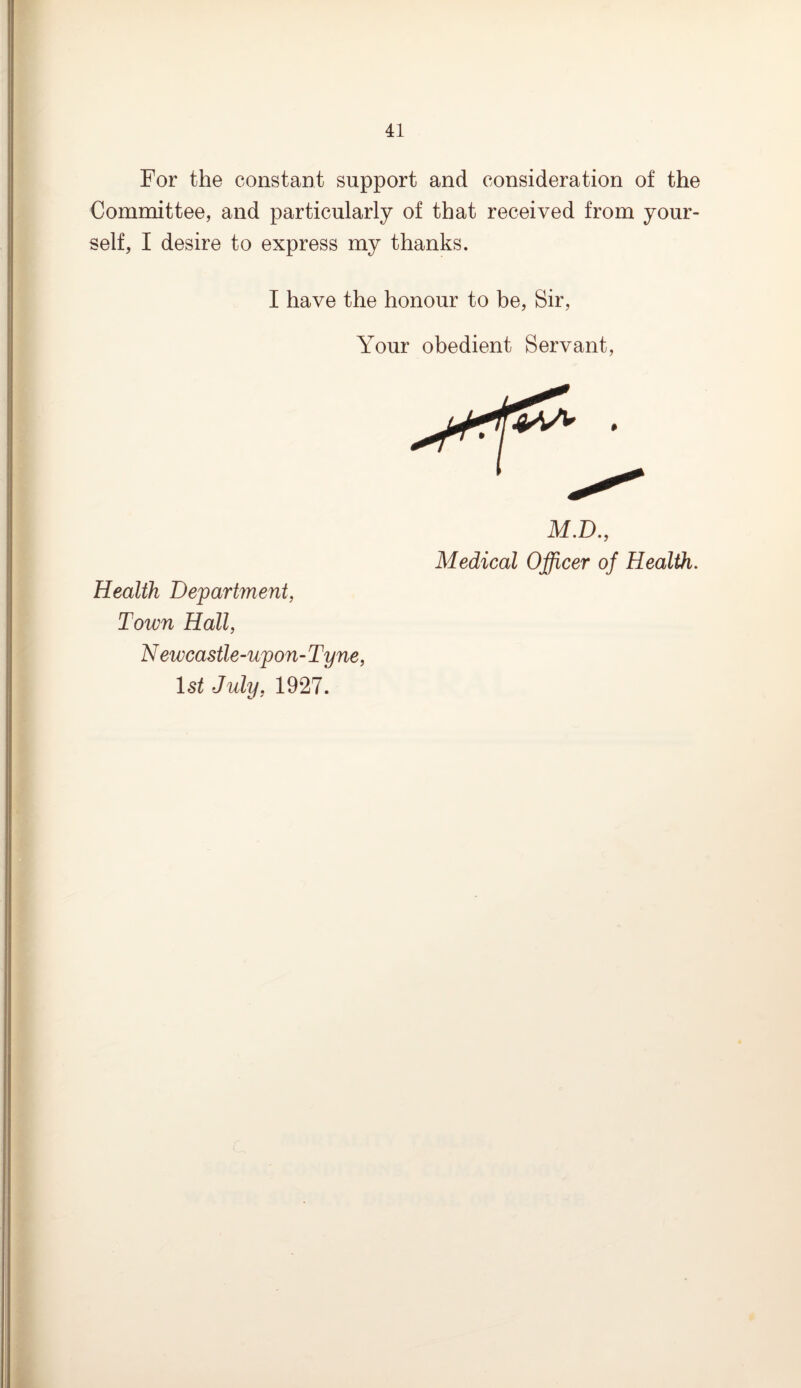 41
For the constant support and consideration of the
Committee, and particularly of that received from your-
self, I desire to express my thanks.
I have the honour to be, Sir,
Your obedient Servant,
M.D.,
Medical Officer of Health.
Health Department,
Town Hall,
Newcastle-upon-Tyne,
1st July, 1927.